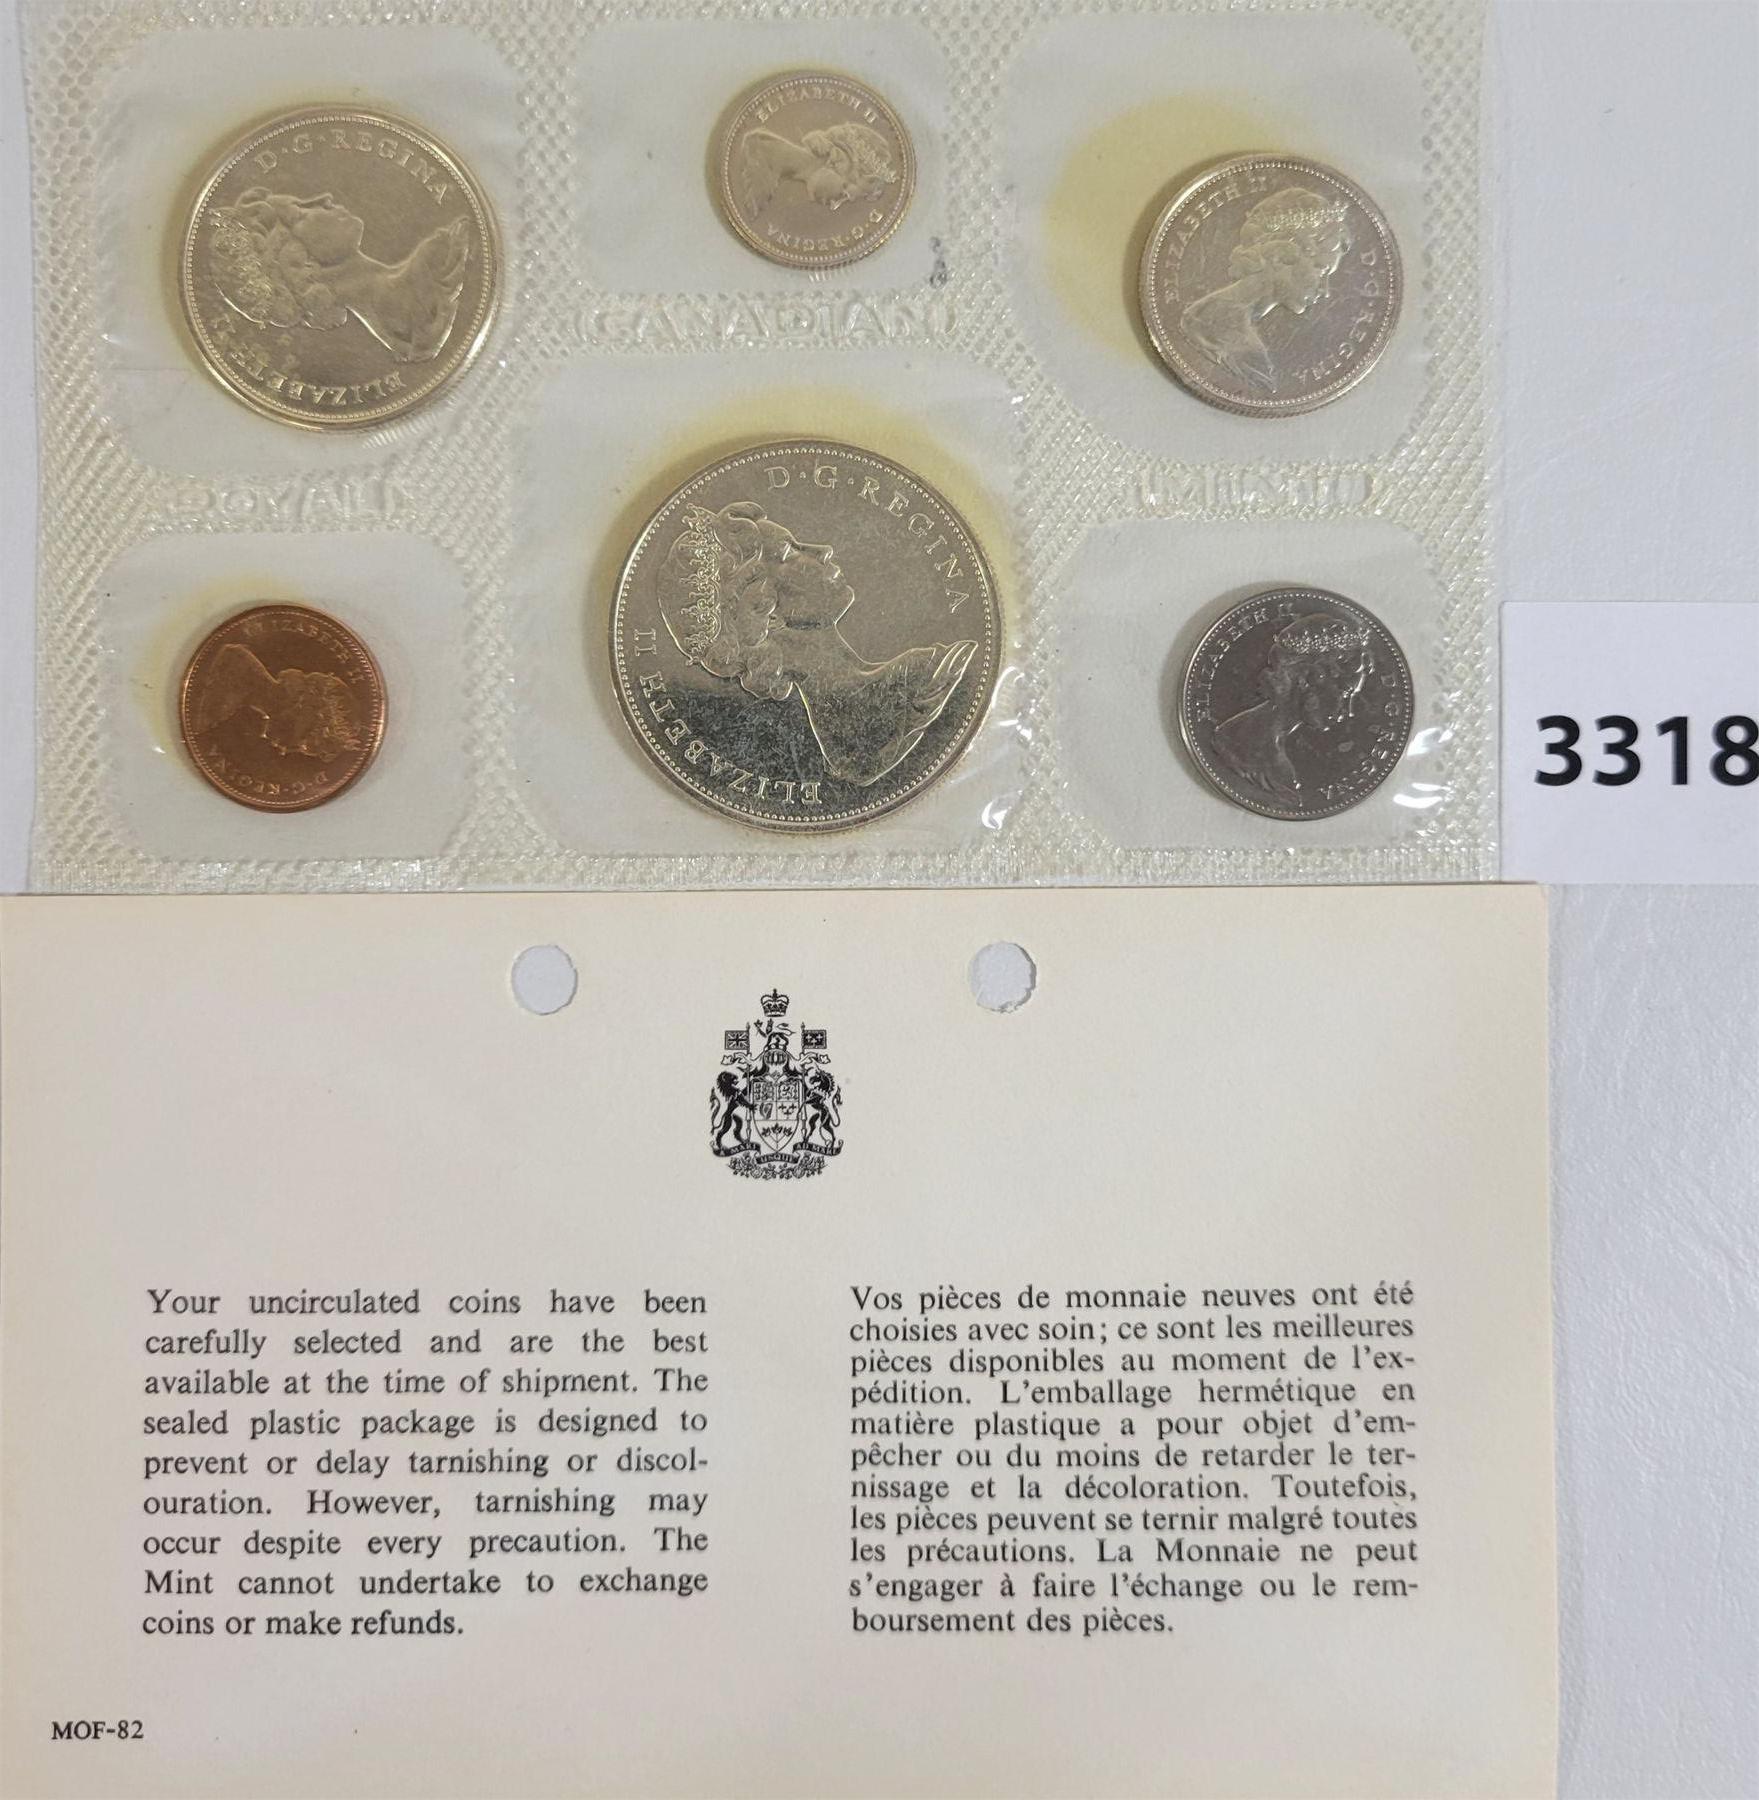 D·G·REGINA
ELIZABETH II
ELIZABETH II
D·G·REGINA
ELIZABETH II
D·G·REGINA
CANADIAN
ROYAL
MINT
ELIZABETH II
D·G·REGINA
D·G·REGINA
ELIZABETH II
ELIZABETH II
D·G·REGINA
3318
A MARI
USQUE
AD MARE
Your uncirculated coins have been
carefully selected and are the best
available at the time of shipment. The
sealed plastic package is designed to
prevent or delay tarnishing or discol-
ouration. However, tarnishing may
occur despite every precaution. The
Mint cannot undertake to exchange
coins or make refunds.
Vos pièces de monnaie neuves ont été
choisies avec soin; ce sont les meilleures
pièces disponibles au moment de l'ex-
pédition. L'emballage hermétique en
matière plastique a pour objet d'em-
pêcher ou du moins de retarder le ter-
nissage et la décoloration. Toutefois,
les pièces peuvent se ternir malgré toutes
les précautions. La Monnaie ne peut
s'engager à faire l'échange ou le rem-
boursement des pièces.
MOF-82